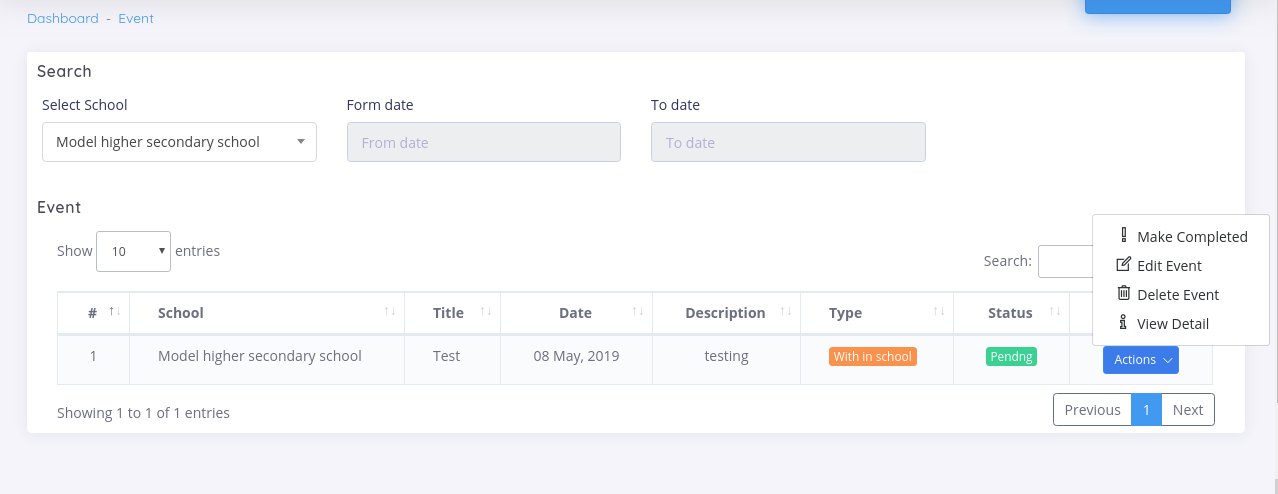 Dashboard - Event
Search
Select School Form date To date
Model higher secondary school From date To date
Event
Show 10 entries
Search:
Make Completed
Edit Event
Delete Event
View Detail
# School Title Date Description Type Status
1 Model higher secondary school Test 08 May, 2019 testing With in school Pendng Actions
Showing 1 to 1 of 1 entries
Previous 1 Next